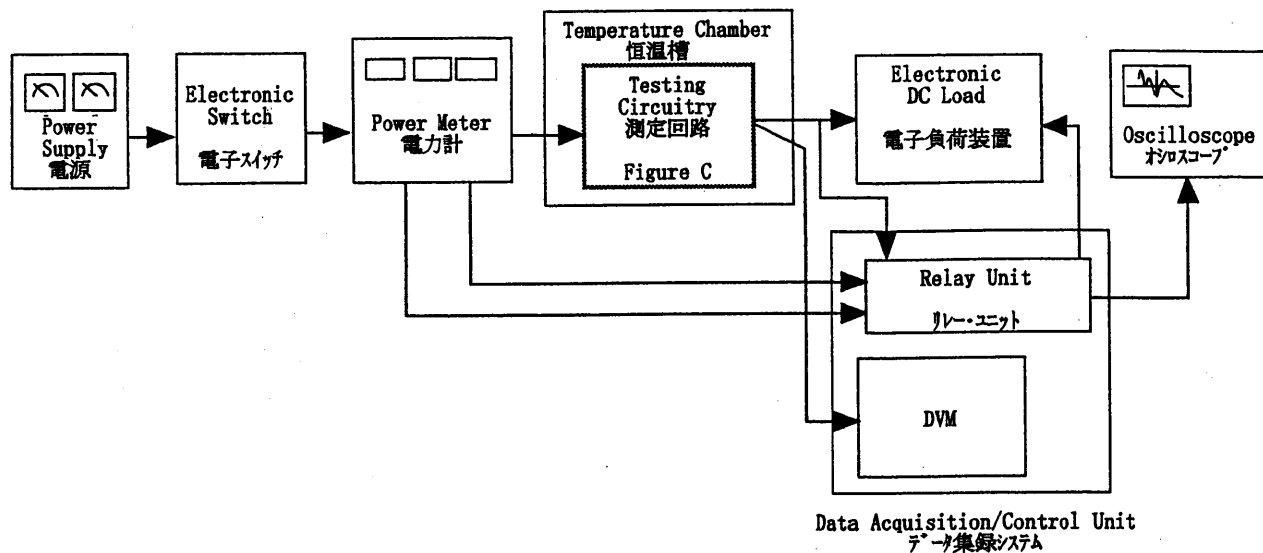 Power
Supply
電源
Electronic
Switch
電子スイッチ
Power Meter
電力計
Temperature Chamber
恒温槽
Testing
Circuitry
測定回路
Figure C
Electronic
DC Load
電子負荷装置
Oscilloscope
オシロスコープ
Relay Unit
リレー・ユニット
DVM
Data Acquisition/Control Unit
データ集録システム